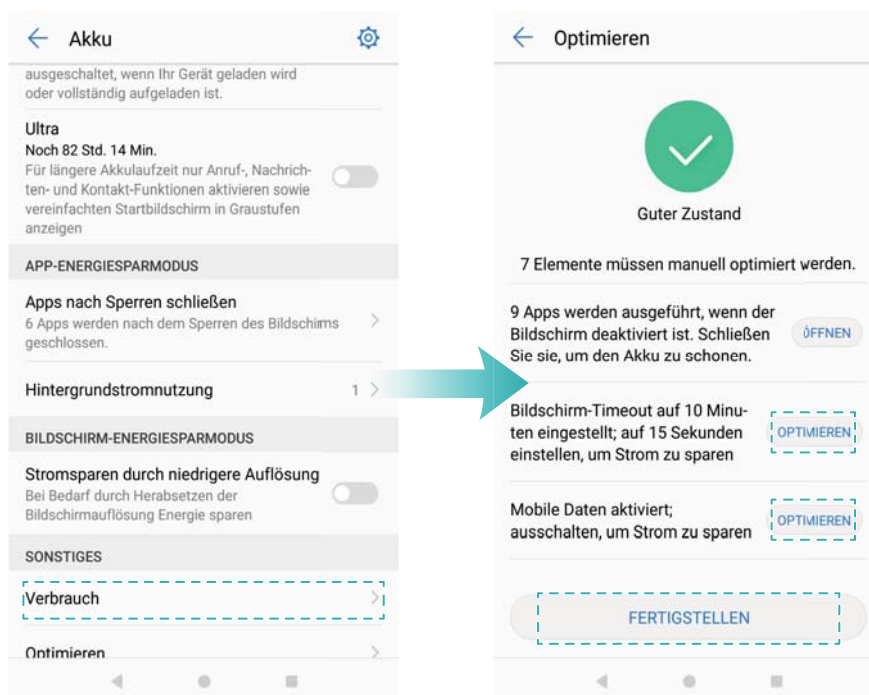 Akku
ausgeschaltet, wenn Ihr Gerät geladen wird
oder vollständig aufgeladen ist.
Ultra
Noch 82 Std. 14 Min.
Für längere Akkulaufzeit nur Anruf-, Nachrich-
ten- und Kontakt-Funktionen aktivieren sowie
vereinfachten Startbildschirm in Graustufen
anzeigen
APP-ENERGIESPARMODUS
Apps nach Sperren schließen
6 Apps werden nach dem Sperren des Bildschirms
geschlossen.
Hintergrundstromnutzung 1
BILDSCHIRM-ENERGIESPARMODUS
Stromsparen durch niedrigere Auflösung
Bei Bedarf durch Herabsetzen der
Bildschirmauflösung Energie sparen
SONSTIGES
Verbrauch
Optimieren
Optimieren
Guter Zustand
7 Elemente müssen manuell optimiert werden.
9 Apps werden ausgeführt, wenn der
Bildschirm deaktiviert ist. Schließen
Sie sie, um den Akku zu schonen.
ÖFFNEN
Bildschirm-Timeout auf 10 Minu-
ten eingestellt; auf 15 Sekunden
einstellen, um Strom zu sparen
OPTIMIEREN
Mobile Daten aktiviert;
ausschalten, um Strom zu sparen
OPTIMIEREN
FERTIGSTELLEN